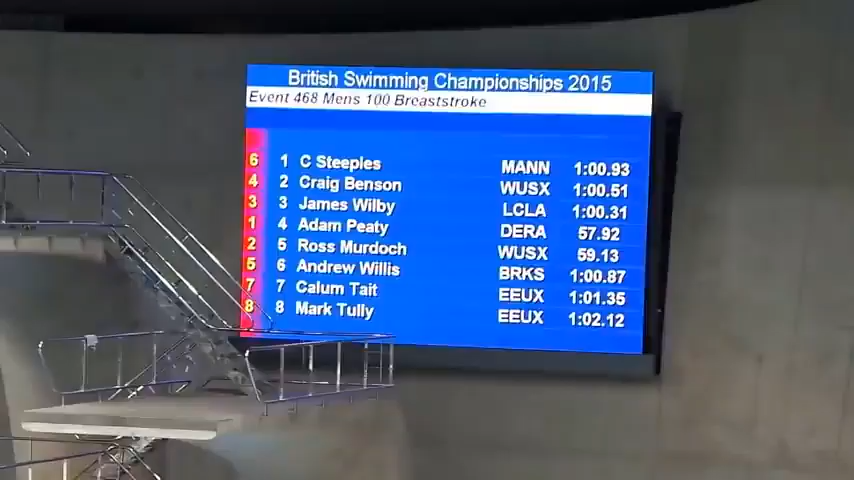 British Swimming Championships 2015
Event 468 Mens 100 Breaststroke
6 1 C Steeples MANN 1:00.93
4 2 Craig Benson WUSX 1:00.51
3 3 James Wilby LCLA 1:00.31
1 4 Adam Peaty DERA 57.92
2 5 Ross Murdoch WUSX 59.13
5 6 Andrew Willis BRKS 1:00.87
7 7 Calum Tait EEUX 1:01.35
8 8 Mark Tully EEUX 1:02.12